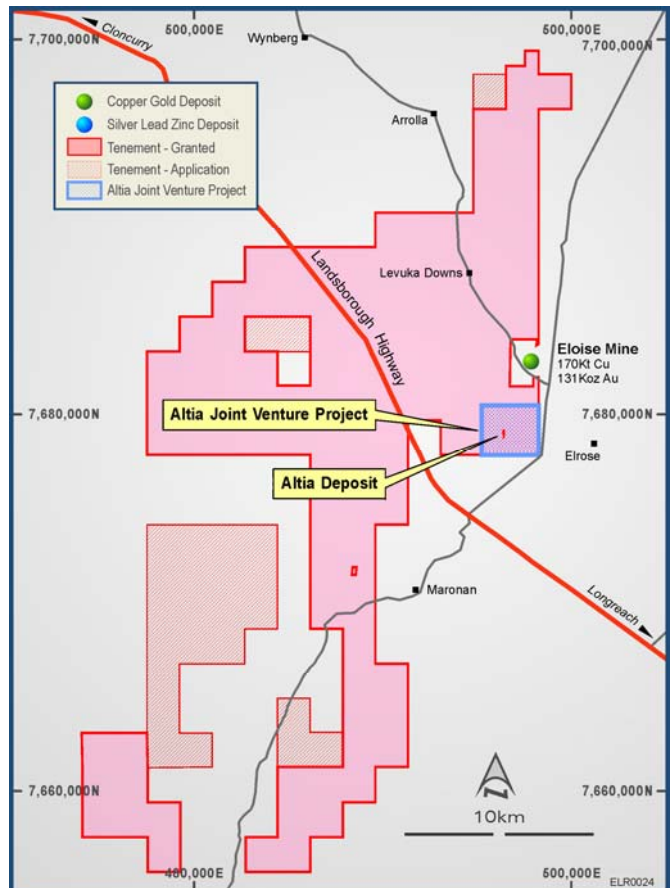 500,000E
500,000E
7,700,000N
7,700,000N
Cloncurry
Wynberg
Copper Gold Deposit
Silver Lead Zinc Deposit
Tenement - Granted
Tenement - Application
Altia Joint Venture Project
Arrolla
Levuka Downs
Landsborough Highway
Eloise Mine
170Kt Cu
131Koz Au
7,680,000N
7,680,000N
Altia Joint Venture Project
Elrose
Altia Deposit
Maronan
Longreach
7,660,000N
7,660,000N
N
10km
480,000E
500,000E
ELR0024